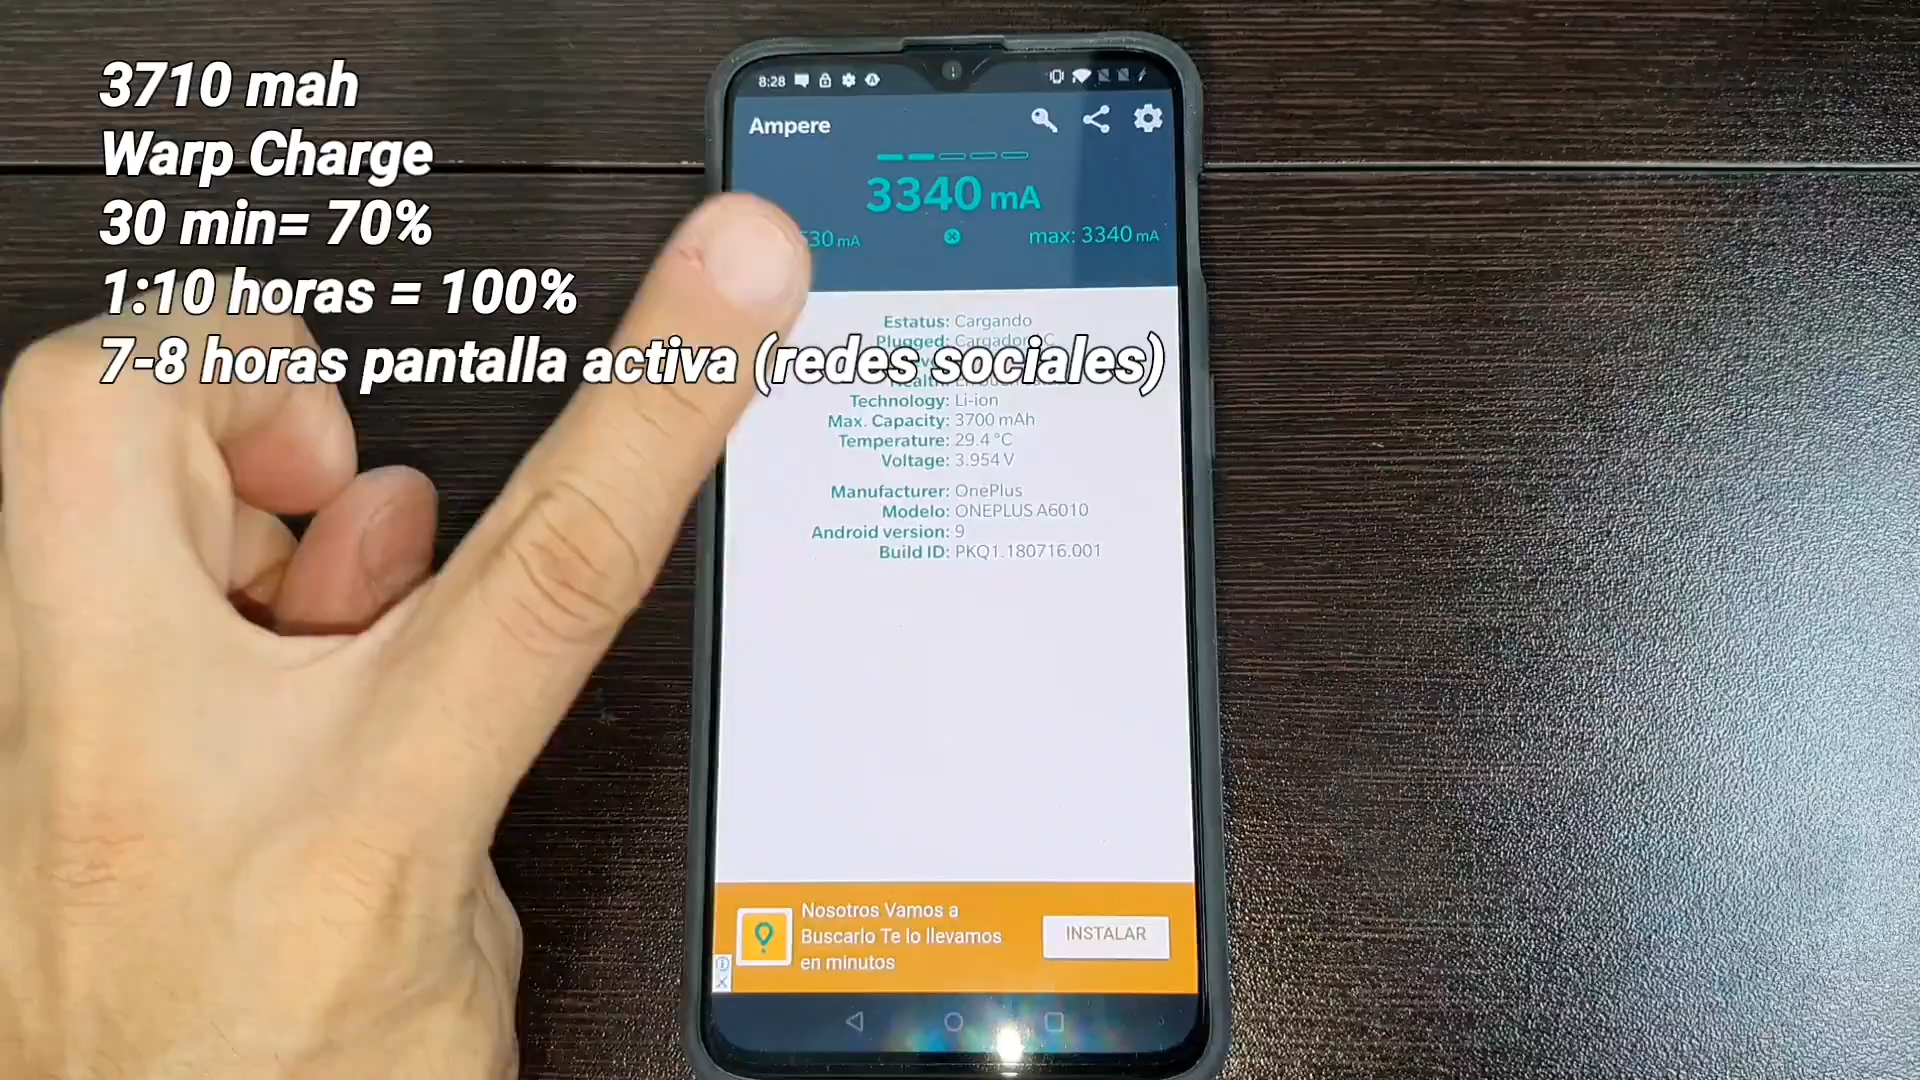 3710 mah
Warp Charge
30 min= 70%
1:10 horas = 100%
7-8 horas pantalla activa (redes sociales)
8:28
Ampere
3340 mA
530 mA
max: 3340 mA
Estatus: Cargando
Plugged:
Technology: Li-ion
Max. Capacity: 3700 mAh
Temperature: 29.4 °C
Voltage: 3.954 V
Manufacturer: OnePlus
Modelo: ONEPLUS A6010
Android version: 9
Build ID: PKQ1.180716.001
Nosotros Vamos a
Buscarlo Te lo llevamos
en minutos
INSTALAR